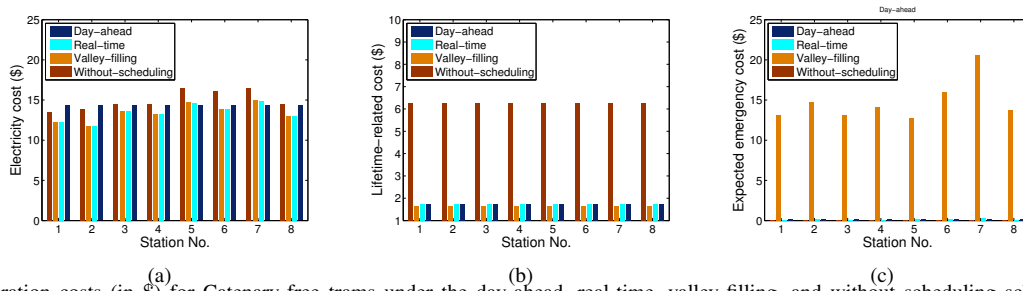 Day-ahead
Day-ahead
Real-time
Valley-filling
Without-scheduling
Electricity cost ($)
25
20
15
10
5
0
1 2 3 4 5 6 7 8
Station No.
(a)
Day-ahead
Real-time
Valley-filling
Without-scheduling
Lifetime-related cost ($)
10
9
8
7
6
5
4
3
2
1
1 2 3 4 5 6 7 8
Station No.
(b)
Day-ahead
Real-time
Valley-filling
Without-scheduling
Expected emergency cost ($)
25
20
15
10
5
0
1 2 3 4 5 6 7 8
Station No.
(c)
ration costs (in $) for Catenary free trams under the day ahead, real time, valley filling, and without scheduling